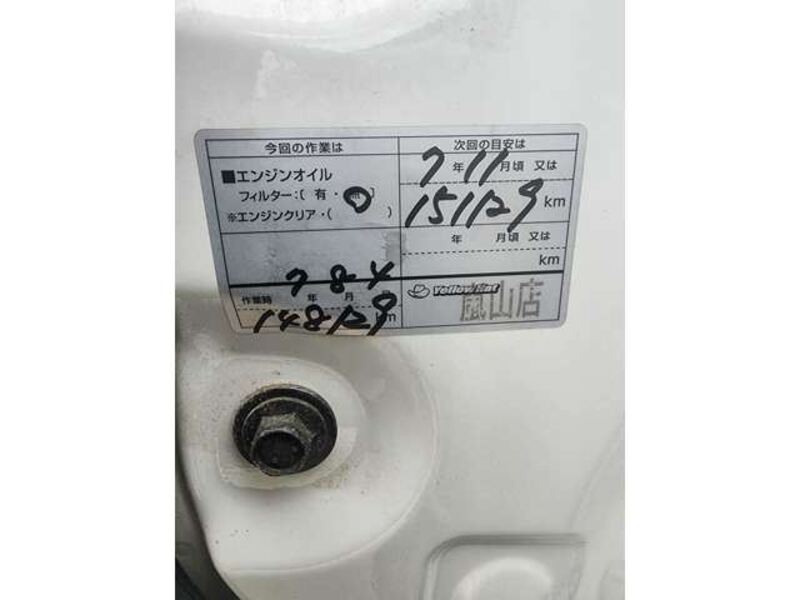 今回の作業は
次回の目安は
■エンジンオイル
フィルター:〔 有・無 〕
※エンジンクリア・( )
7年11月頃 又は
151129 km
年 月頃 又は
km
作業時 7年8月4日
148129 km
YellowHat
嵐山店